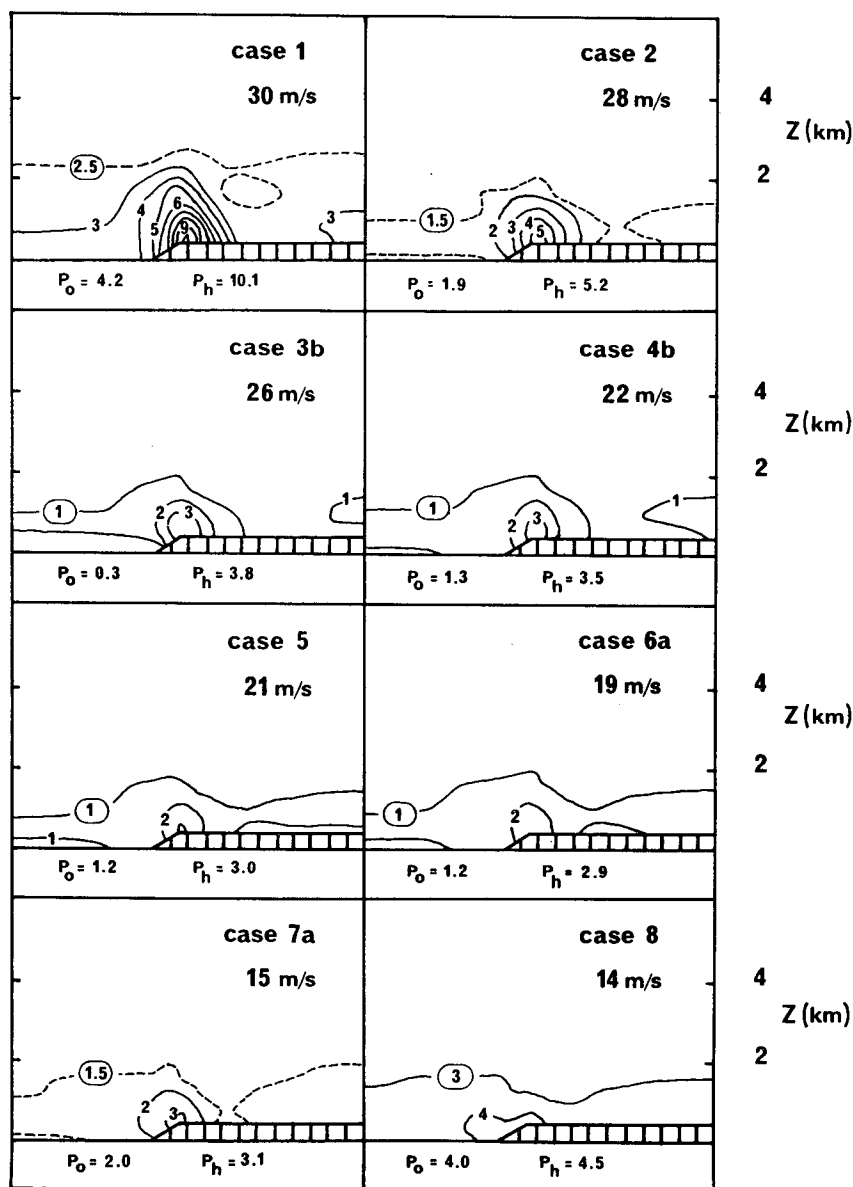 case 1
30 m/s
2.5
3
4
5
6
9
3
P₀ = 4.2 Pₕ = 10.1
case 2
28 m/s
1.5
2
3
4
5
P₀ = 1.9 Pₕ = 5.2
4
Z (km)
2
case 3b
26 m/s
1
2
3
1
P₀ = 0.3 Pₕ = 3.8
case 4b
22 m/s
1
2
3
1
P₀ = 1.3 Pₕ = 3.5
4
Z (km)
2
case 5
21 m/s
1
2
1
P₀ = 1.2 Pₕ = 3.0
case 6a
19 m/s
1
2
P₀ = 1.2 Pₕ = 2.9
4
Z (km)
2
case 7a
15 m/s
1.5
2
3
P₀ = 2.0 Pₕ = 3.1
case 8
14 m/s
3
4
P₀ = 4.0 Pₕ = 4.5
4
Z (km)
2